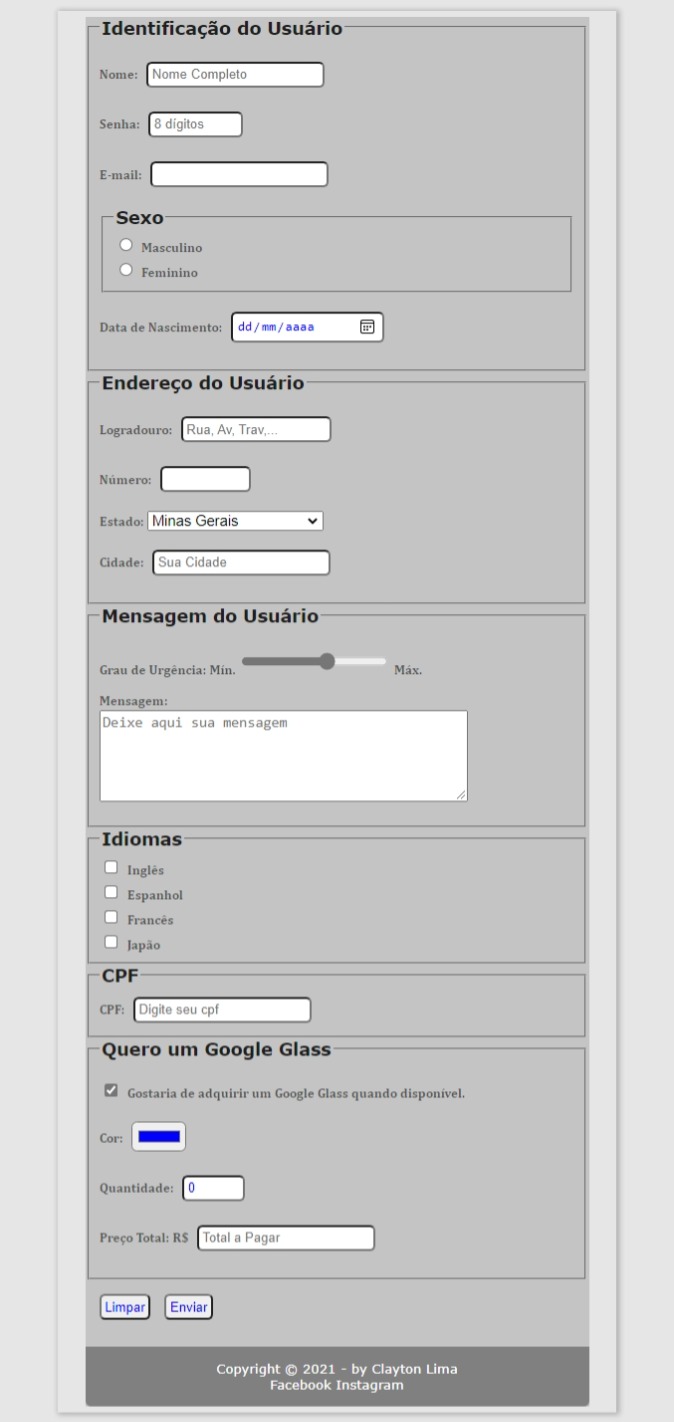 Identificação do Usuário
Nome: Nome Completo
Senha: 8 dígitos
E-mail:
Sexo
Masculino
Feminino
Data de Nascimento: dd/mm/aaaa
Endereço do Usuário
Logradouro: Rua, Av, Trav,...
Número:
Estado: Minas Gerais
Cidade: Sua Cidade
Mensagem do Usuário
Grau de Urgência: Mín. Máx.
Mensagem:
Deixe aqui sua mensagem
Idiomas
Inglês
Espanhol
Francês
Japão
CPF
CPF: Digite seu cpf
Quero um Google Glass
Gostaria de adquirir um Google Glass quando disponível.
Cor:
Quantidade: 0
Preço Total: R$ Total a Pagar
Limpar Enviar
Copyright © 2021 - by Clayton Lima
Facebook Instagram